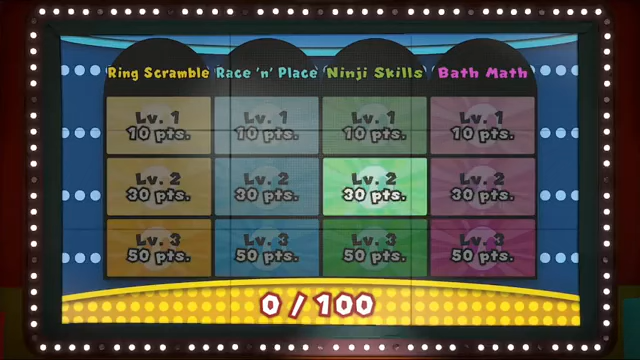 Ring Scramble Race 'n' Place Ninji Skills Bath Math
Lv. 1 Lv. 1 Lv. 1 Lv. 1
10 pts. 10 pts. 10 pts. 10 pts.
Lv. 2 Lv. 2 Lv. 2 Lv. 2
30 pts. 30 pts. 30 pts. 30 pts.
Lv. 3 Lv. 3 Lv. 3 Lv. 3
50 pts. 50 pts. 50 pts. 50 pts.
0 / 100